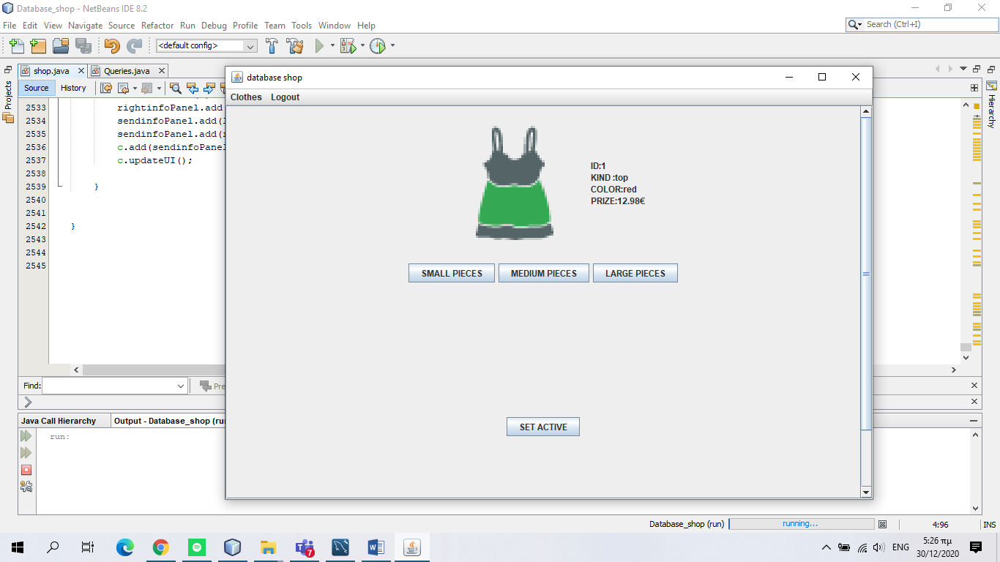 Database_shop - NetBeans IDE 8.2
File Edit View Navigate Source Refactor Run Debug Profile Team Tools Window Help
Search (Ctrl+I)
<default config>
shop.java
Queries.java
Projects
Source History
Hierarchy
2533 rightinfoPanel.add
2534 sendinfoPanel.add(
2535 sendinfoPanel.add(
2536 c.add(sendinfoPanel
2537 c.updateUI();
2538
2539 }
2540
2541
2542 }
2543
2544
2545
database shop
Clothes Logout
ID:1
KIND :top
COLOR:red
PRIZE:12.98€
SMALL PIECES MEDIUM PIECES LARGE PIECES
SET ACTIVE
Find:
Pre
Java Call Hierarchy
Output - Database_shop (ru
run:
Database_shop (run) running...
4:96 INS
7
ENG
5:26 πμ
30/12/2020